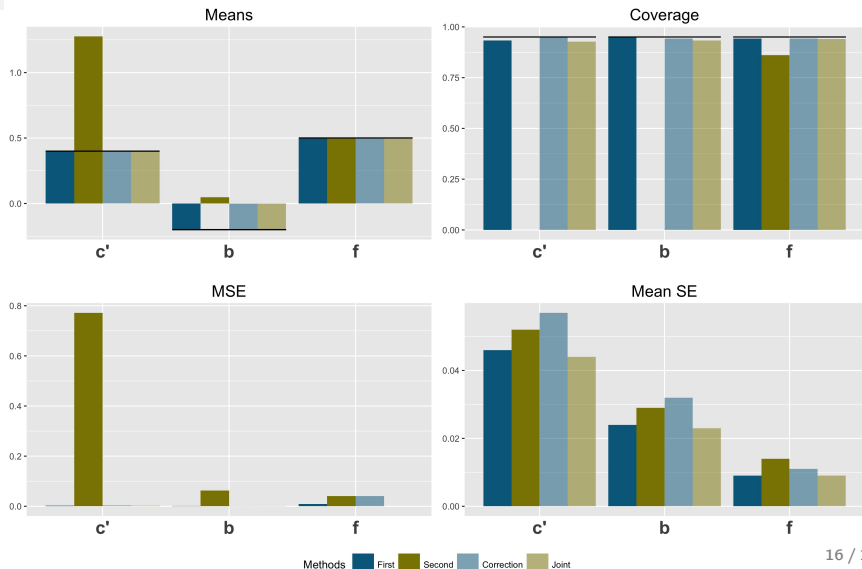 Means
1.0
0.5
0.0
c'
b
f
Coverage
1.00
0.75
0.50
0.25
0.00
c'
b
f
MSE
0.8
0.6
0.4
0.2
0.0
c'
b
f
Mean SE
0.04
0.02
0.00
c'
b
f
Methods First Second Correction Joint
16 /